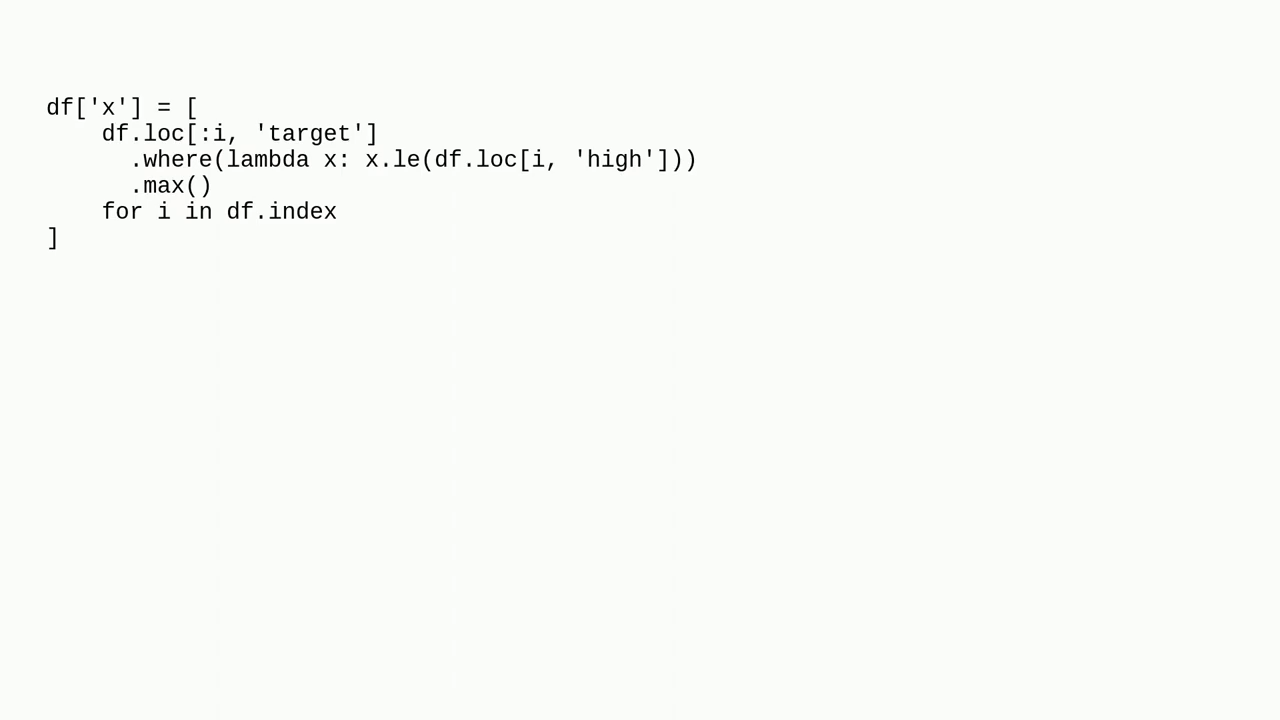 df['x'] = [
    df.loc[:i, 'target']
      .where(lambda x: x.le(df.loc[i, 'high']))
      .max()
    for i in df.index
]